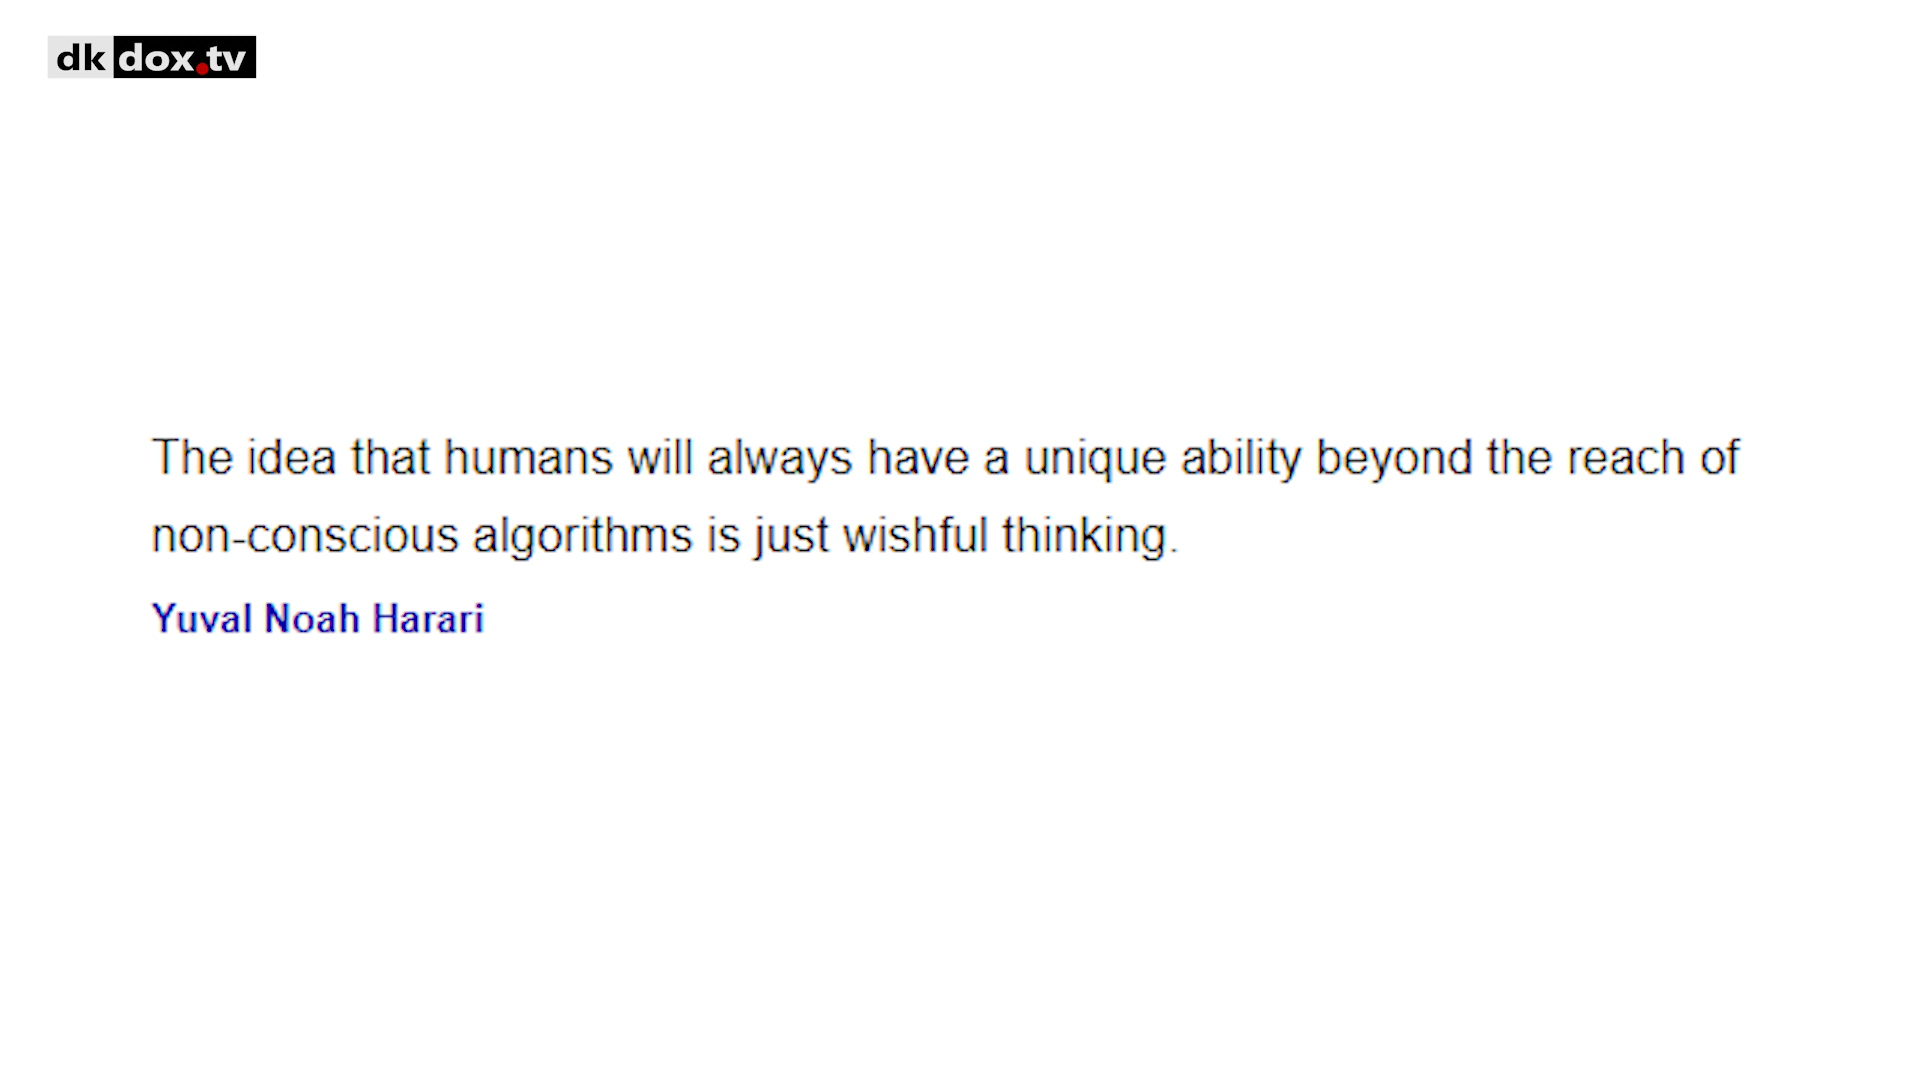 dk dox.tv
The idea that humans will always have a unique ability beyond the reach of
non-conscious algorithms is just wishful thinking.
Yuval Noah Harari